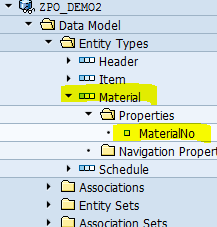 ZPO_DEMO2
Data Model
Entity Types
Header
Item
Material
Properties
MaterialNo
Navigation Propert
Schedule
Associations
Entity Sets
Association Sets